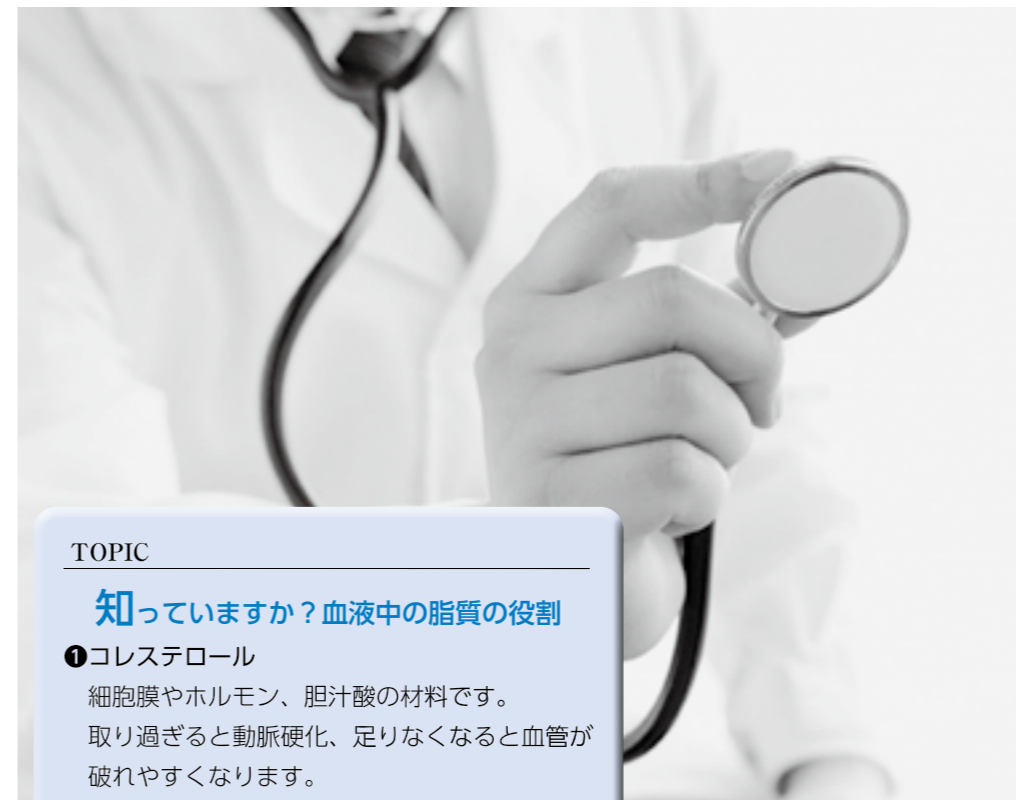 TOPIC
知っていますか？血液中の脂質の役割
❶コレステロール
細胞膜やホルモン、胆汁酸の材料です。
取り過ぎると動脈硬化、足りなくなると血管が
破れやすくなります。